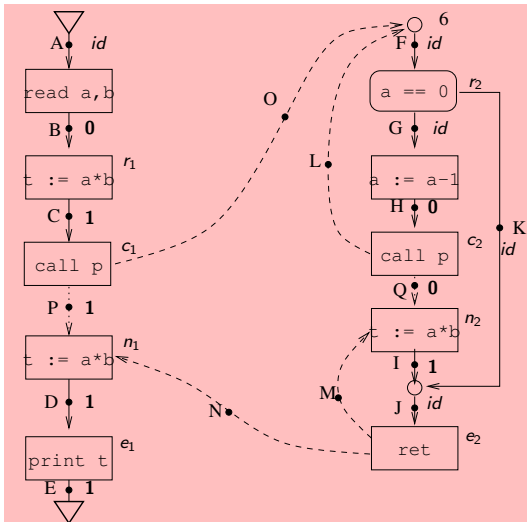 A id
read a,b
B 0
r1
t := a*b
C 1
c1
call p
P 1
n1
t := a*b
D 1
e1
print t
E 1
O
L
N
M
6
F id
r2
a == 0
G id
a := a-1
H 0
K
id
c2
call p
Q 0
n2
t := a*b
I 1
J id
e2
ret